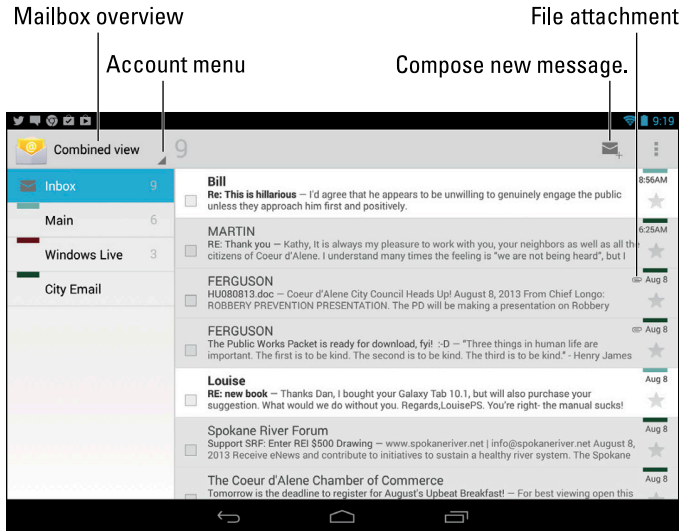 Mailbox overview
File attachment
Account menu
Compose new message.
9:19
Combined view
9
Inbox 9
Main 6
Windows Live 3
City Email
Bill 8:56AM
Re: This is hillarious – I'd agree that he appears to be unwilling to genuinely engage the public
unless they approach him first and positively.
MARTIN 6:25AM
RE: Thank you – Kathy, It is always my pleasure to work with you, your neighbors as well as all the
citizens of Coeur d'Alene. I understand many times the feeling is "we are not being heard", but I
FERGUSON Aug 8
HU080813.doc – Coeur d'Alene City Council Heads Up! August 8, 2013 From Chief Longo:
ROBBERY PREVENTION PRESENTATION. The PD will be making a presentation on Robbery
FERGUSON Aug 8
The Public Works Packet is ready for download, fyi! :-D – "Three things in human life are
important. The first is to be kind. The second is to be kind. The third is to be kind." - Henry James
Louise Aug 8
RE: new book – Thanks Dan, I bought your Galaxy Tab 10.1, but will also purchase your
suggestion. What would we do without you. Regards,LouisePS. You're right- the manual sucks!
Spokane River Forum Aug 8
Support SRF: Enter REI $500 Drawing – www.spokaneriver.net | info@spokaneriver.net August 8,
2013 Receive eNews and contribute to initiatives to sustain a healthy river system. The Spokane
The Coeur d'Alene Chamber of Commerce Aug 8
Tomorrow is the deadline to register for August's Upbeat Breakfast! – For best viewing open this